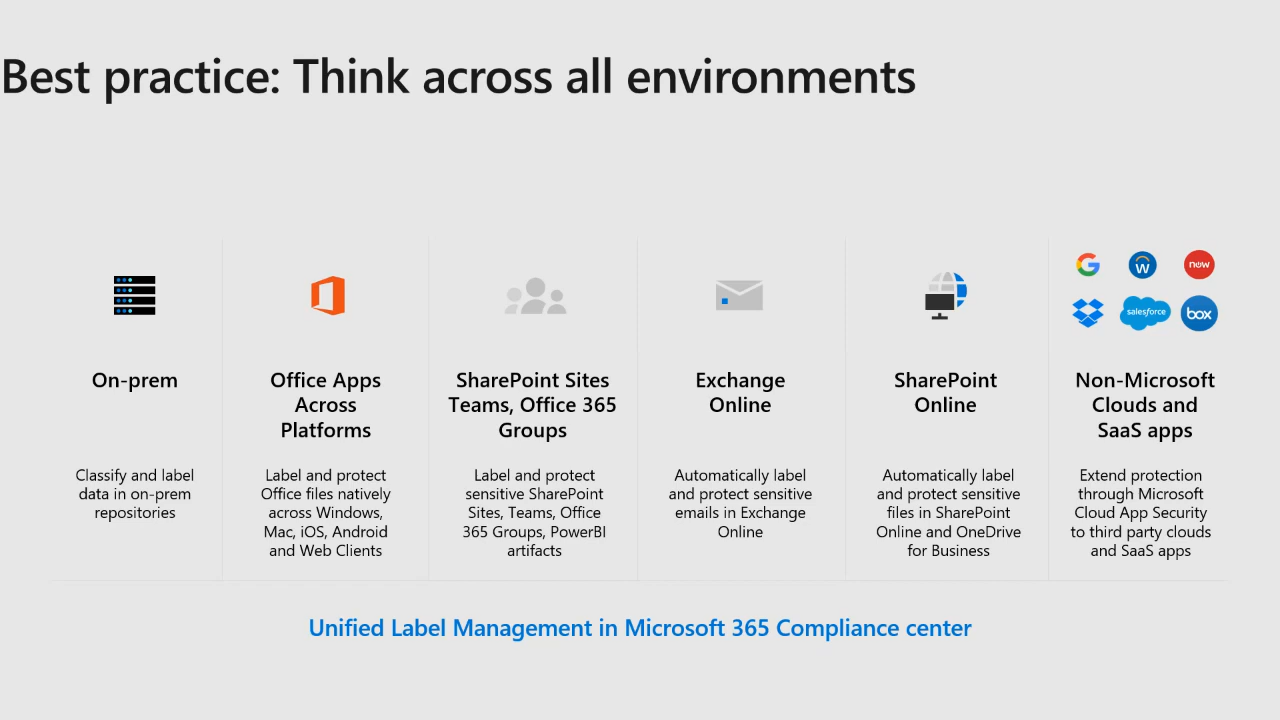 Best practice: Think across all environments
W
now
salesforce
box
On-prem
Office Apps
Across
Platforms
SharePoint Sites
Teams, Office 365
Groups
Exchange
Online
SharePoint
Online
Non-Microsoft
Clouds and
SaaS apps
Classify and label
data in on-prem
repositories
Label and protect
Office files natively
across Windows,
Mac, iOS, Android
and Web Clients
Label and protect
sensitive SharePoint
Sites, Teams, Office
365 Groups, PowerBI
artifacts
Automatically label
and protect sensitive
emails in Exchange
Online
Automatically label
and protect sensitive
files in SharePoint
Online and OneDrive
for Business
Extend protection
through Microsoft
Cloud App Security
to third party clouds
and SaaS apps
Unified Label Management in Microsoft 365 Compliance center